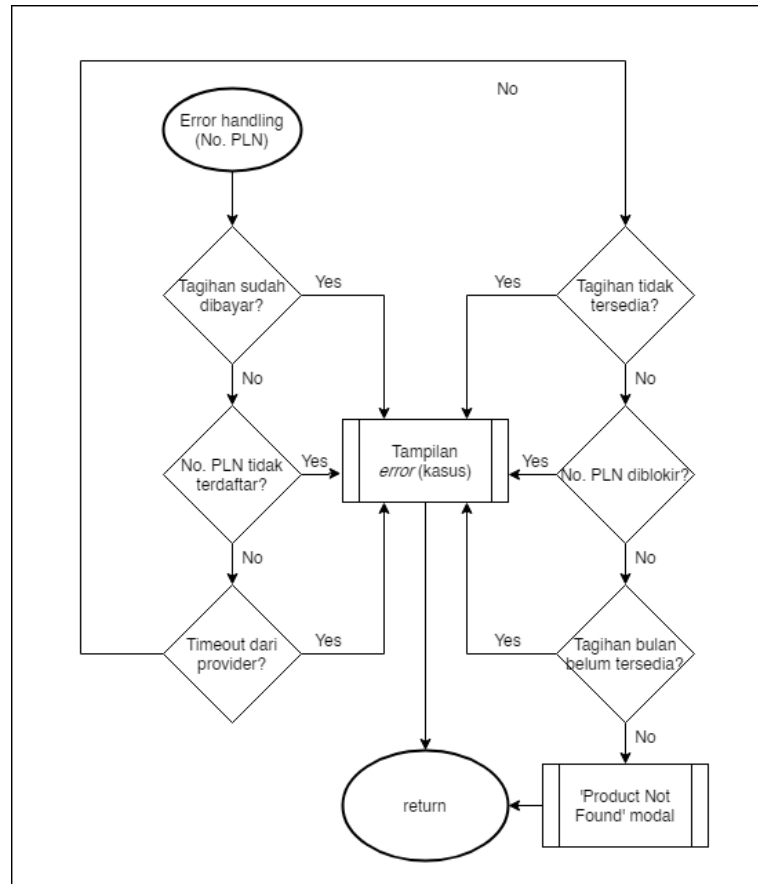 No
Error handling
(No. PLN)
Tagihan sudah
dibayar?
Yes
Yes
Tagihan tidak
tersedia?
No
No
No. PLN tidak
terdaftar?
Yes
Tampilan
error (kasus)
Yes
No. PLN diblokir?
No
No
Timeout dari
provider?
Yes
Yes
Tagihan bulan
belum tersedia?
No
return
'Product Not
Found' modal